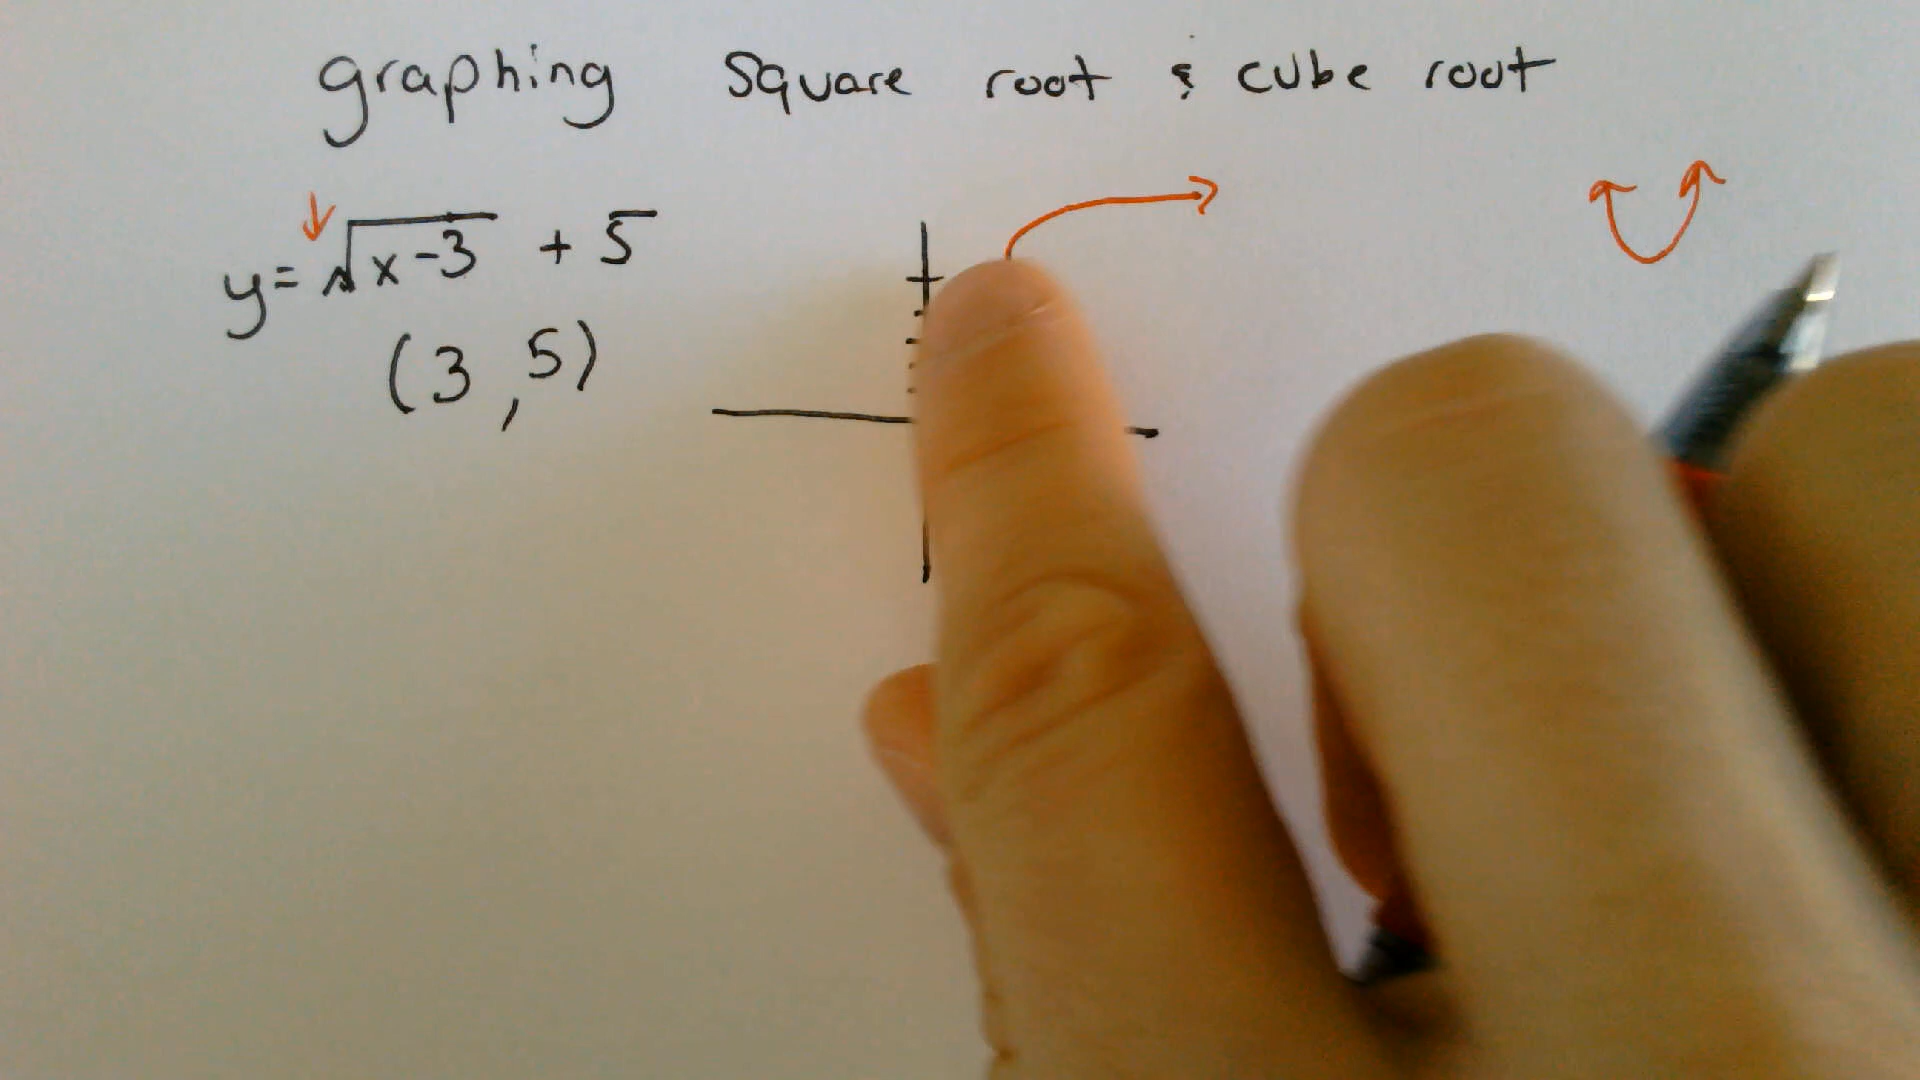 graphing square root & cube root
y=√x-3 + 5
(3,5)